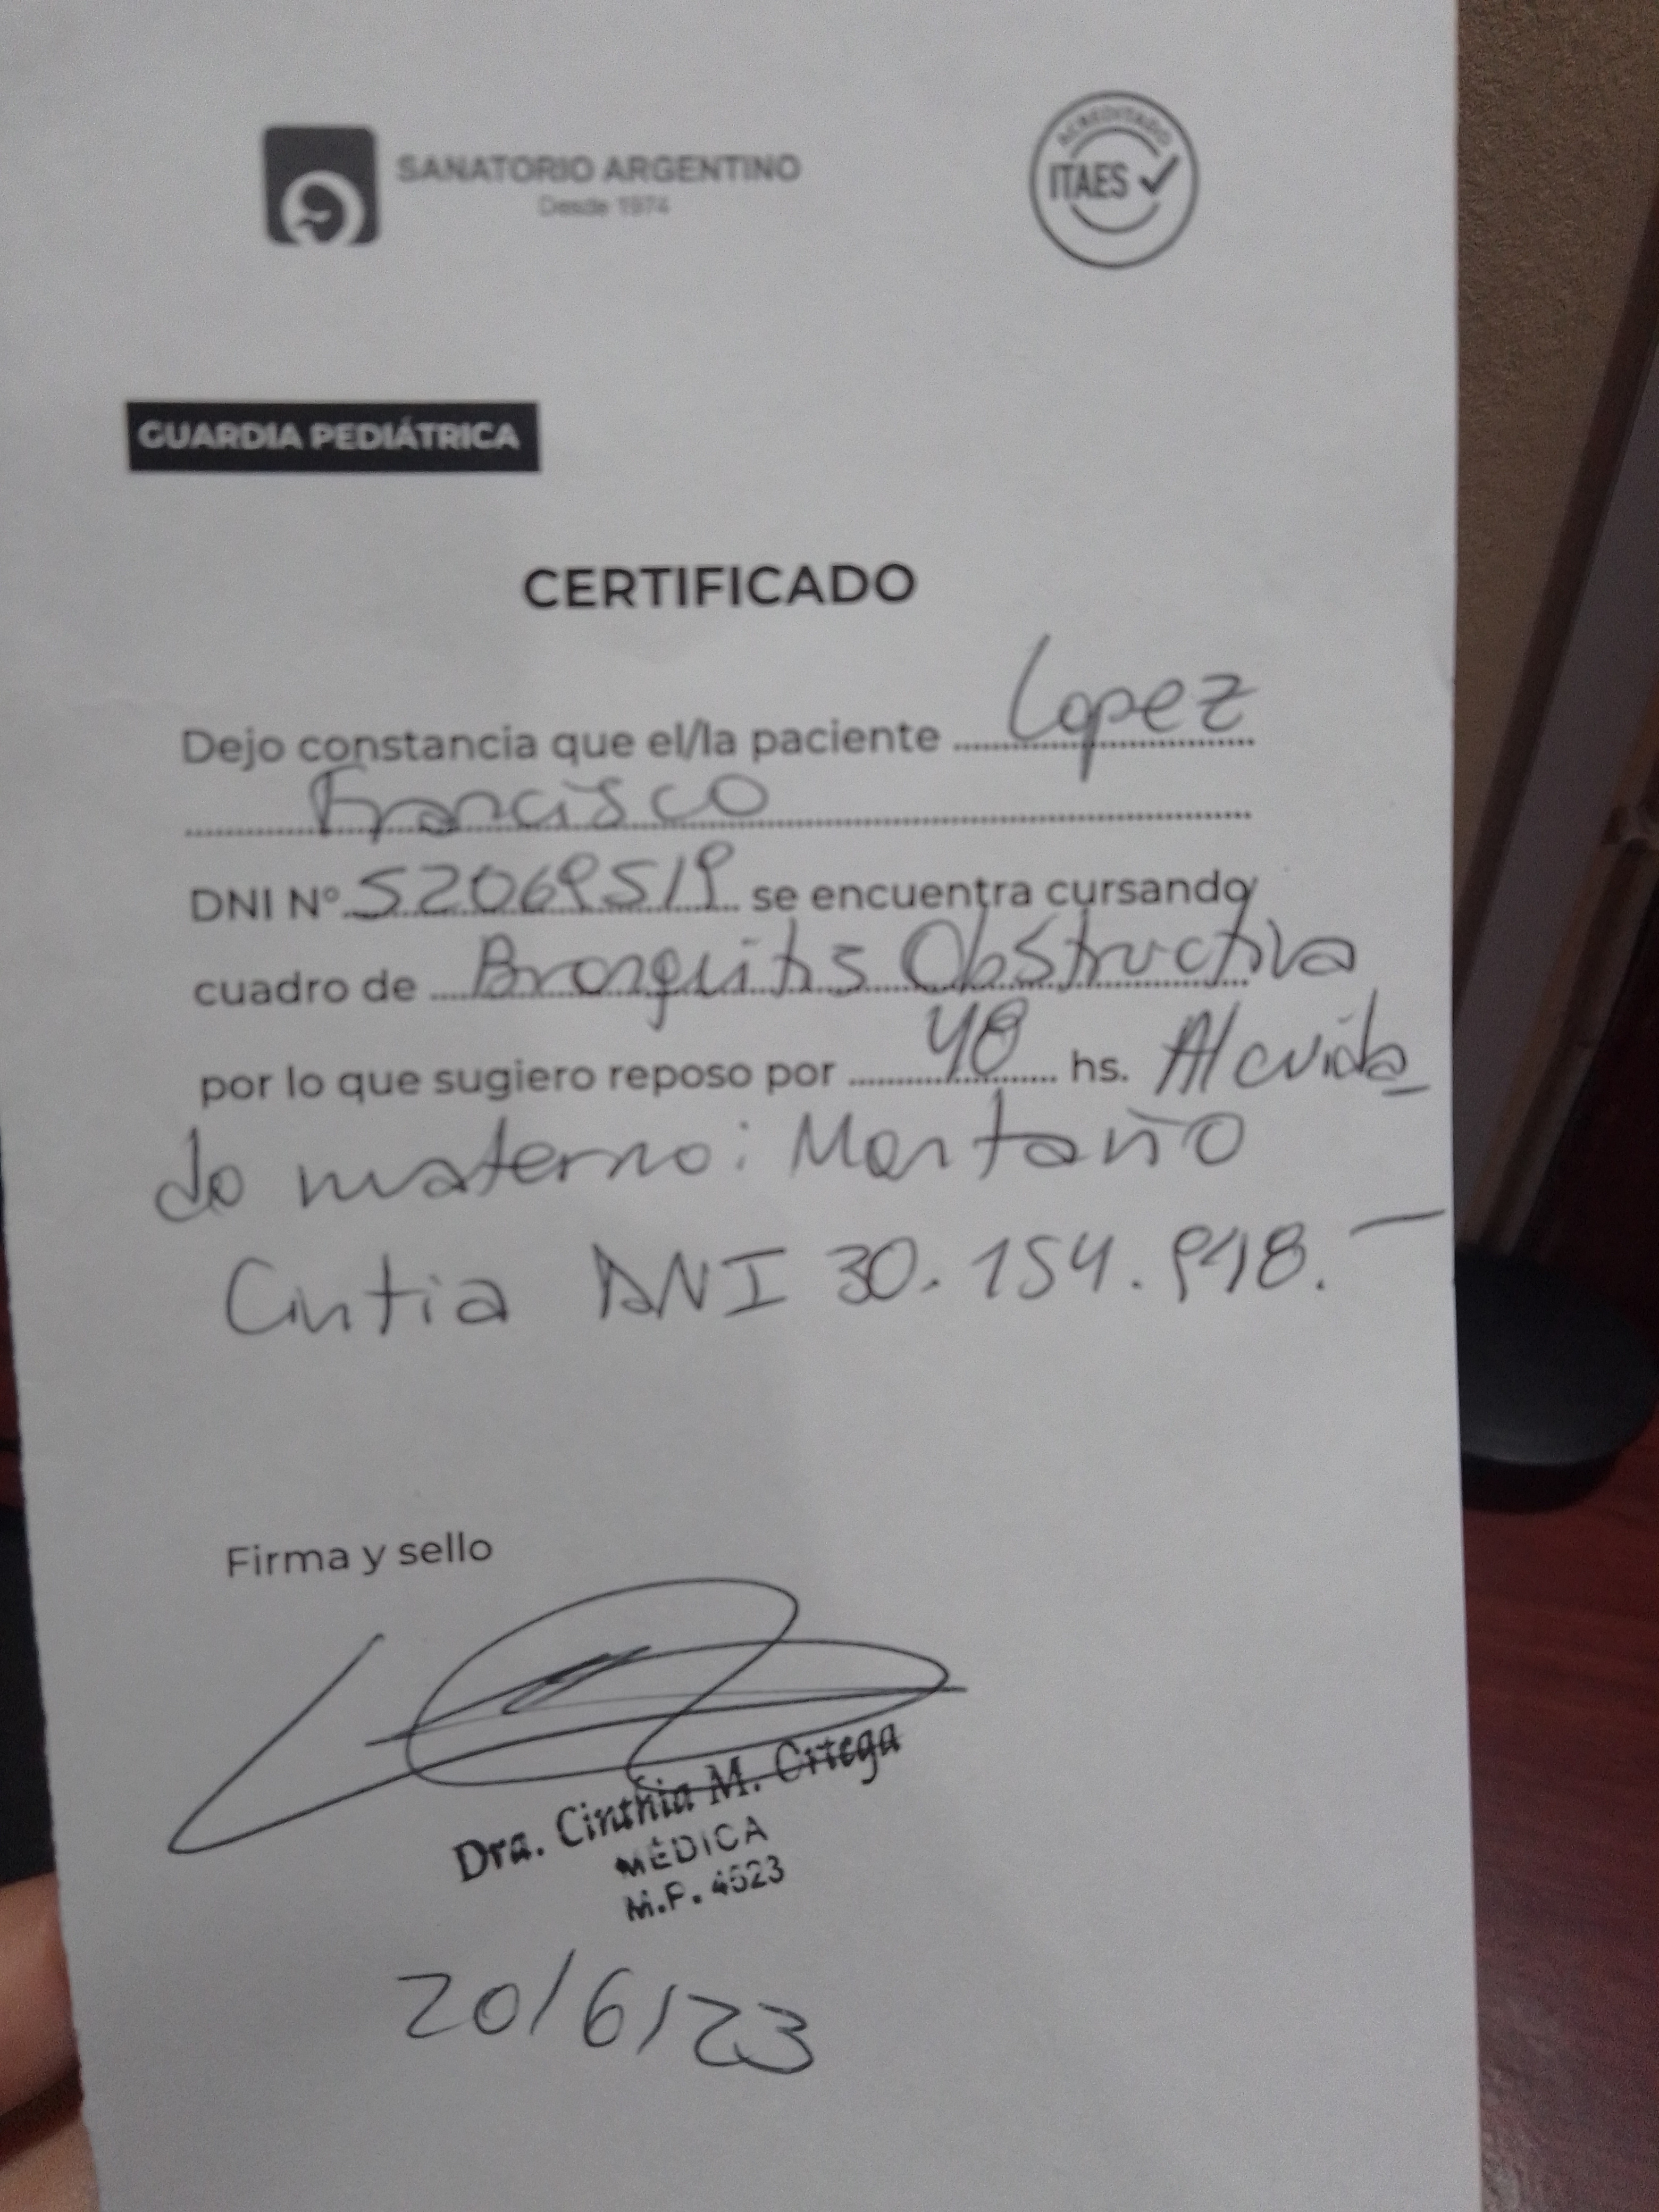 SANATORIO ARGENTINO
Desde 1974
ACREDITADO
ITAES
GUARDIA PEDIÁTRICA
CERTIFICADO
Dejo constancia que el/la paciente Lopez
Francisco
DNI Nº 52069519 se encuentra cursando
cuadro de Bronquitis Obstructiva
por lo que sugiero reposo por 48 hs. Al cuida
do materno: Montaño
Cintia DNI 30.154.948.-
Firma y sello
Dra. Cinthia M. Ortega
MÉDICA
M.P. 4523
20/6/23